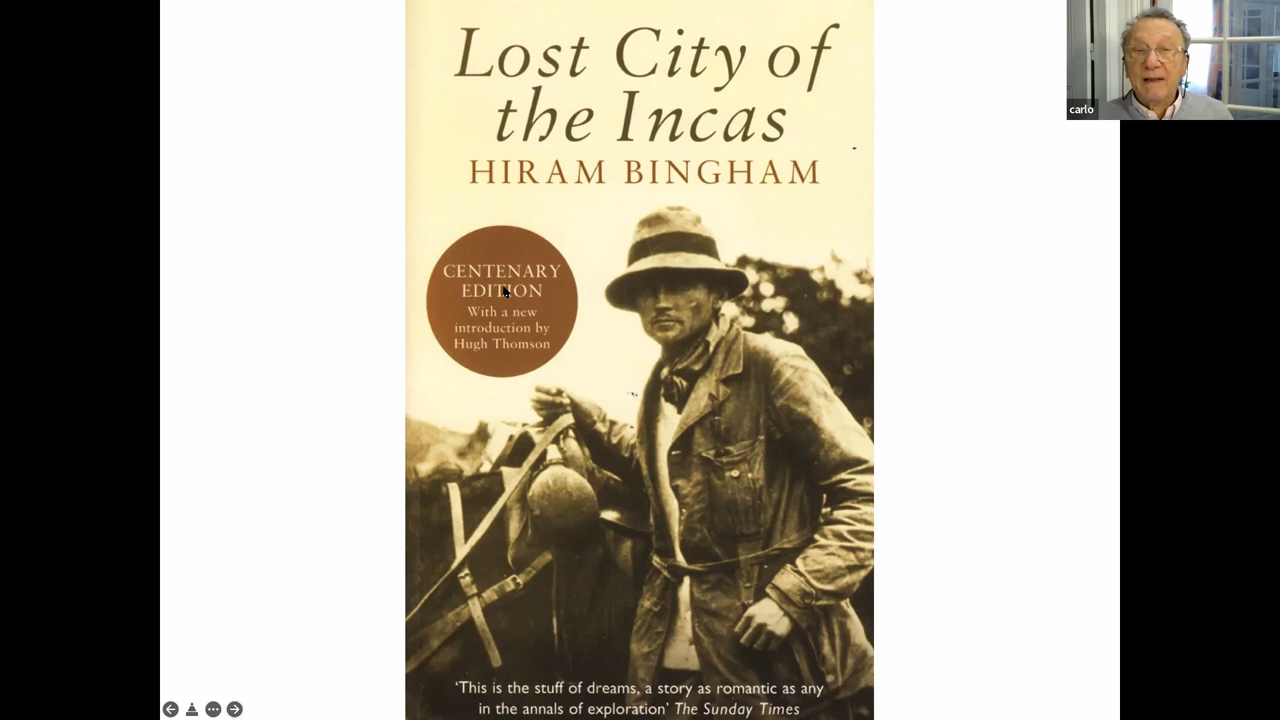 Lost City of
the Incas
HIRAM BINGHAM
CENTENARY
EDITION
With a new
introduction by
Hugh Thomson
'This is the stuff of dreams, a story as romantic as any
in the annals of exploration' The Sunday Times
carlo